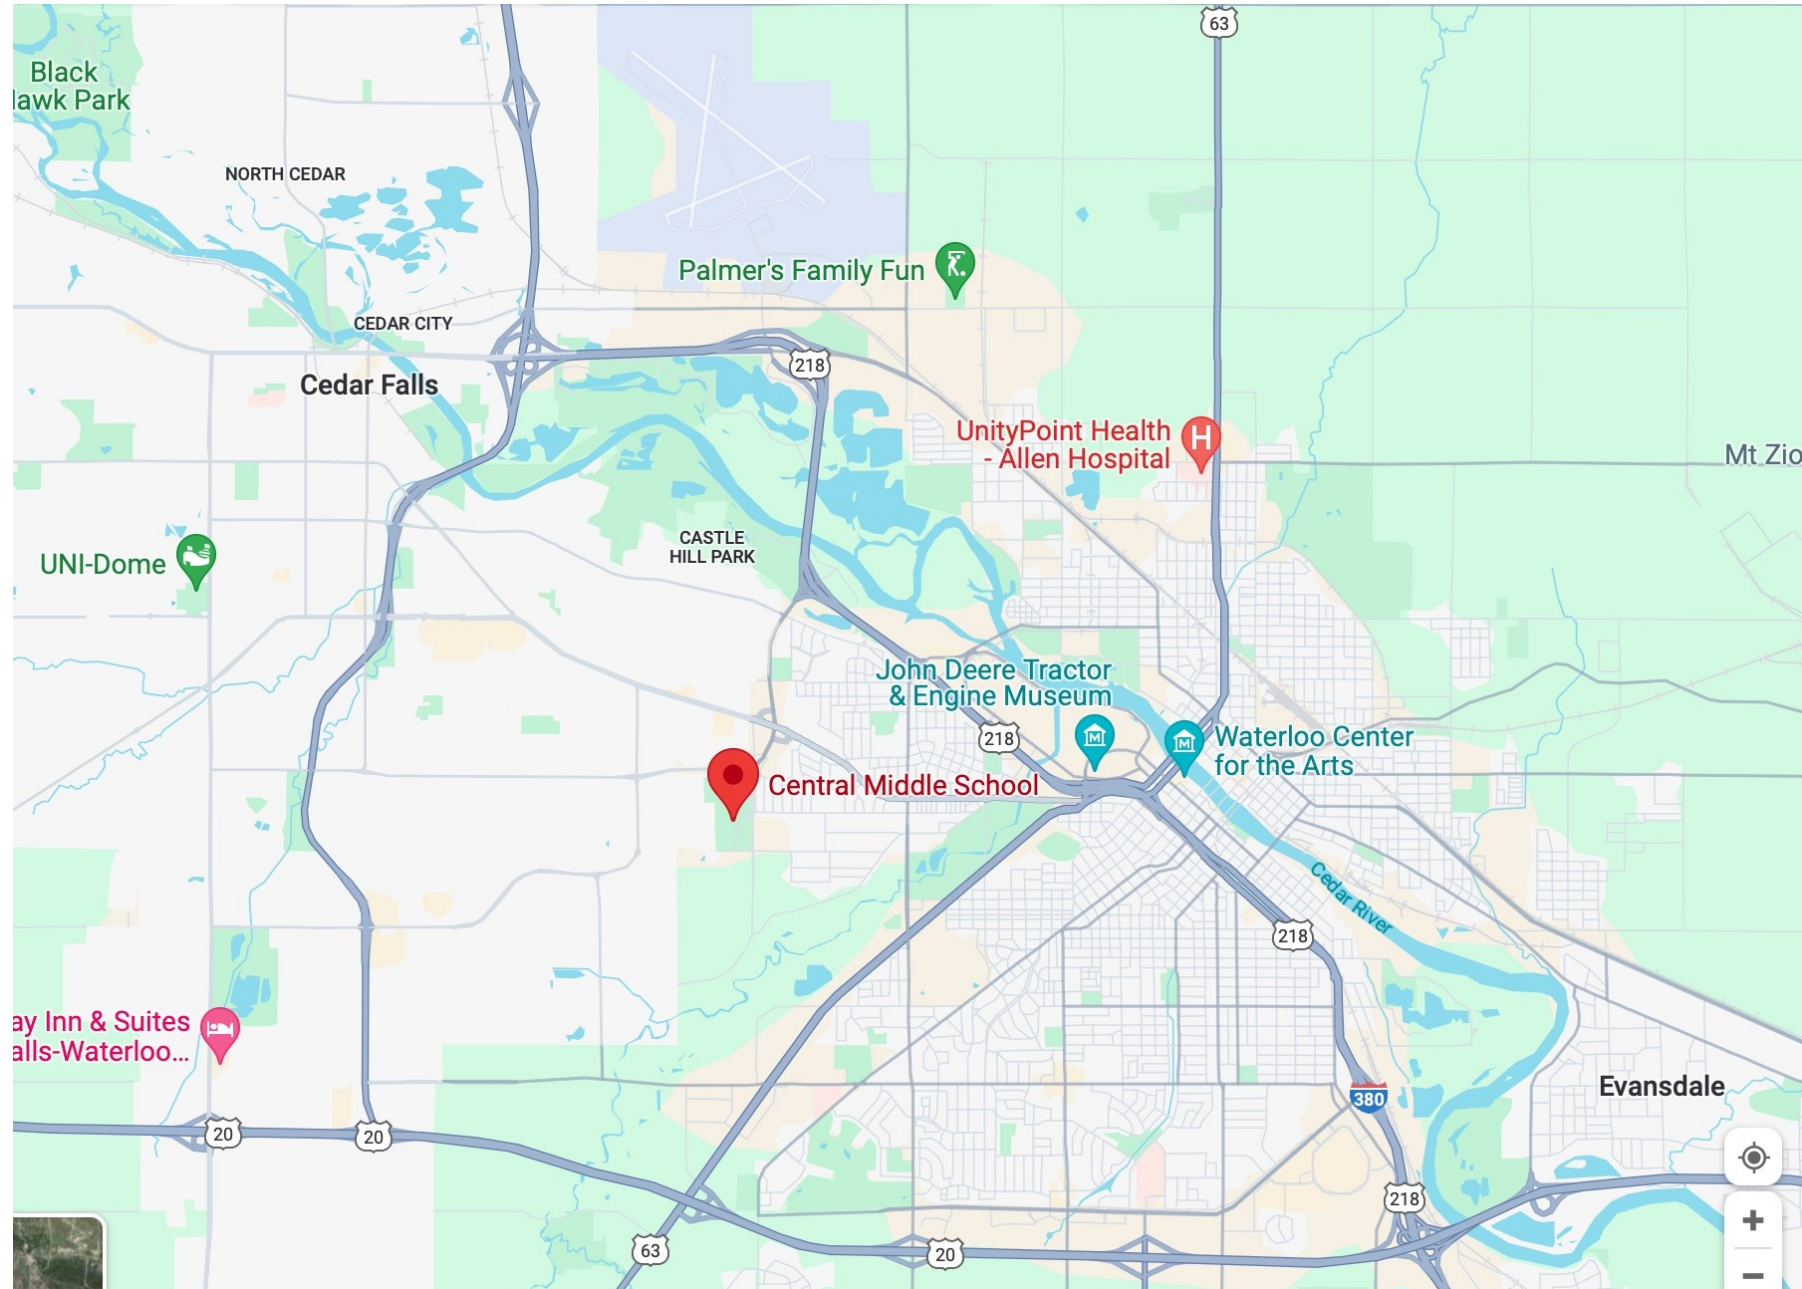 63
Black
lawk Park
NORTH CEDAR
Palmer's Family Fun
CEDAR CITY
218
Cedar Falls
UnityPoint Health
- Allen Hospital
Mt Zio
CASTLE
HILL PARK
UNI-Dome
John Deere Tractor
& Engine Museum
218
Waterloo Center
for the Arts
Central Middle School
Cedar River
218
ay Inn & Suites
alls-Waterloo...
Evansdale
380
20
20
218
63
20